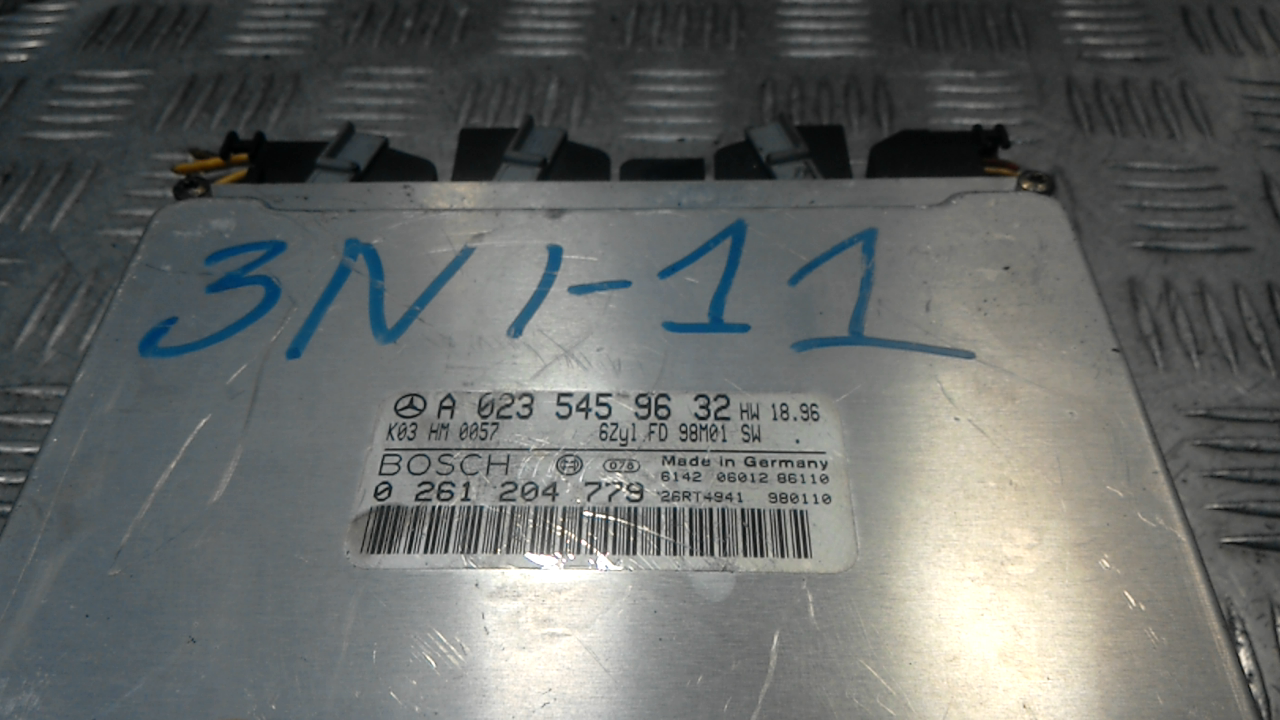 3N1-11
A 023 545 96 32 HW 18.96
K03 HM 0057 6Zyl FD 98M01 SW .
BOSCH 078 Made in Germany
6142 06012 86110
0 261 204 779 26RT4941 980110